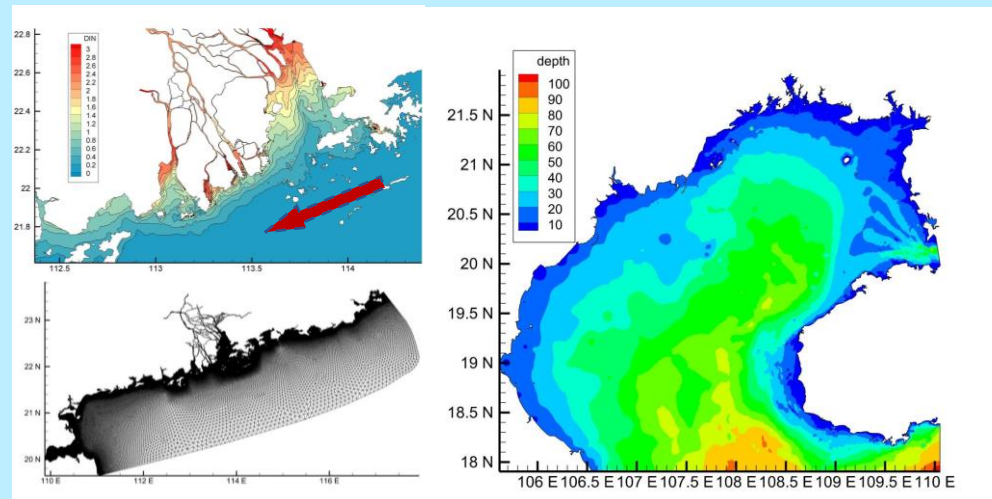 22.8
22.6
22.4
22.2
22
21.8
DIN
3
2.8
2.6
2.4
2.2
2
1.8
1.6
1.4
1.2
1
0.8
0.6
0.4
0.2
0
112.5 113 113.5 114
23 N
22 N
21 N
20 N
110 E 112 E 114 E 116 E
depth
100
90
80
70
60
50
40
30
20
10
21.5 N
21 N
20.5 N
20 N
19.5 N
19 N
18.5 N
18 N
106 E 106.5 E 107 E 107.5 E 108 E 108.5 E 109 E 109.5 E 110 E